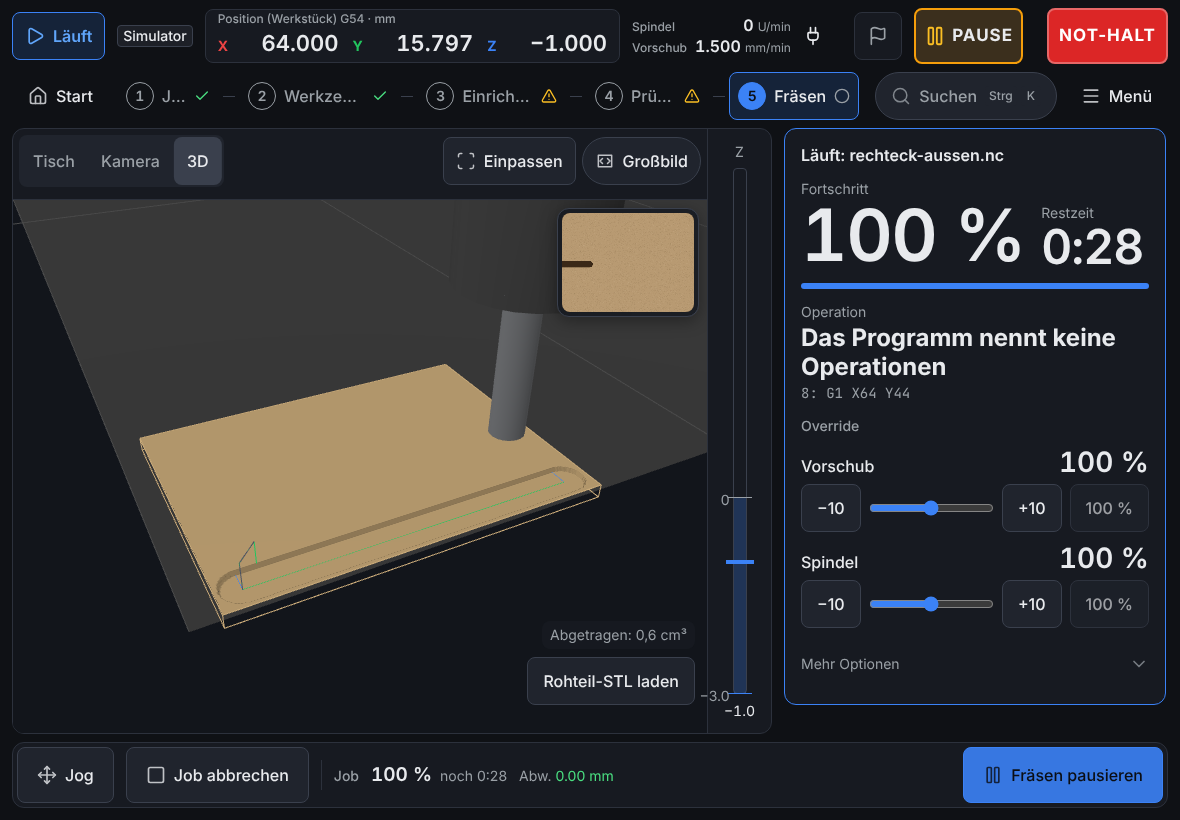 Läuft
Simulator
Position (Werkstück) G54 · mm
X 64.000 Y 15.797 Z −1.000
Spindel 0 U/min
Vorschub 1.500 mm/min
PAUSE
NOT-HALT
Start
1 J...
2 Werkze...
3 Einrich...
4 Prü...
5 Fräsen
Suchen Strg K
Menü
Tisch Kamera 3D
Einpassen
Großbild
Z
0
−3.0
−1.0
Abgetragen: 0,6 cm³
Rohteil-STL laden
Läuft: rechteck-aussen.nc
Fortschritt
100 %
Restzeit
0:28
Operation
Das Programm nennt keine
Operationen
8: G1 X64 Y44
Override
Vorschub 100 %
−10 +10 100 %
Spindel 100 %
−10 +10 100 %
Mehr Optionen
Jog
Job abbrechen
Job 100 % noch 0:28 Abw. 0.00 mm
Fräsen pausieren